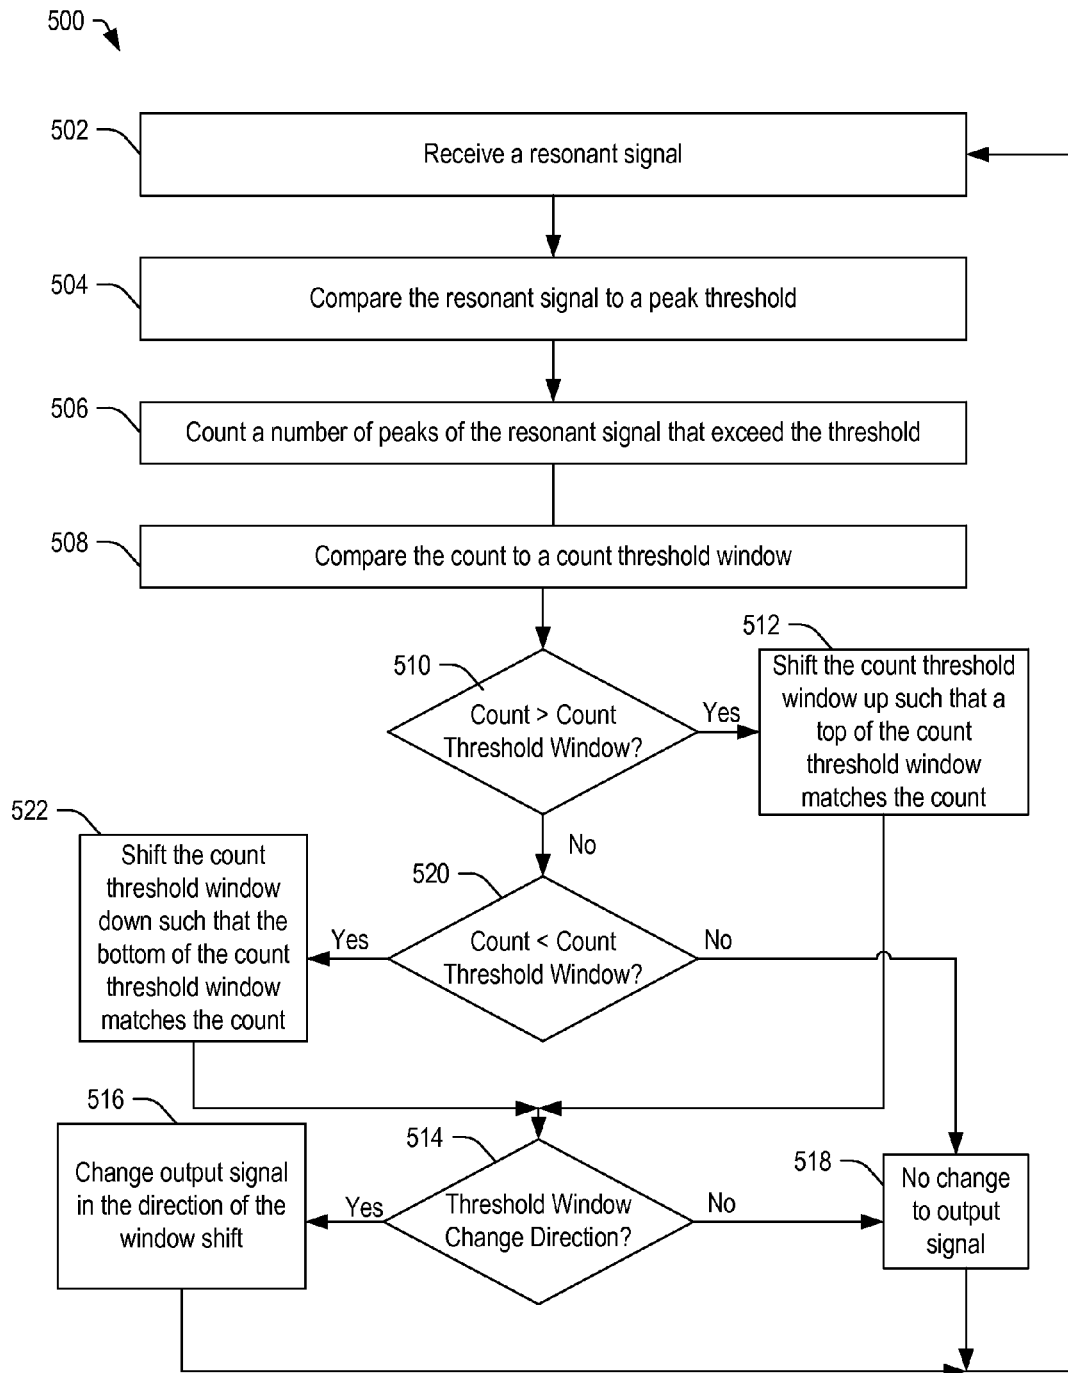 500
502
Receive a resonant signal
504
Compare the resonant signal to a peak threshold
506
Count a number of peaks of the resonant signal that exceed the threshold
508
Compare the count to a count threshold window
510
Count > Count
Threshold Window?
Yes
512
Shift the count threshold
window up such that a
top of the count
threshold window
matches the count
No
522
Shift the count
threshold window
down such that the
bottom of the count
threshold window
matches the count
520
Count < Count
Threshold Window?
Yes
No
516
Change output signal
in the direction of the
window shift
514
Threshold Window
Change Direction?
Yes
No
518
No change
to output
signal